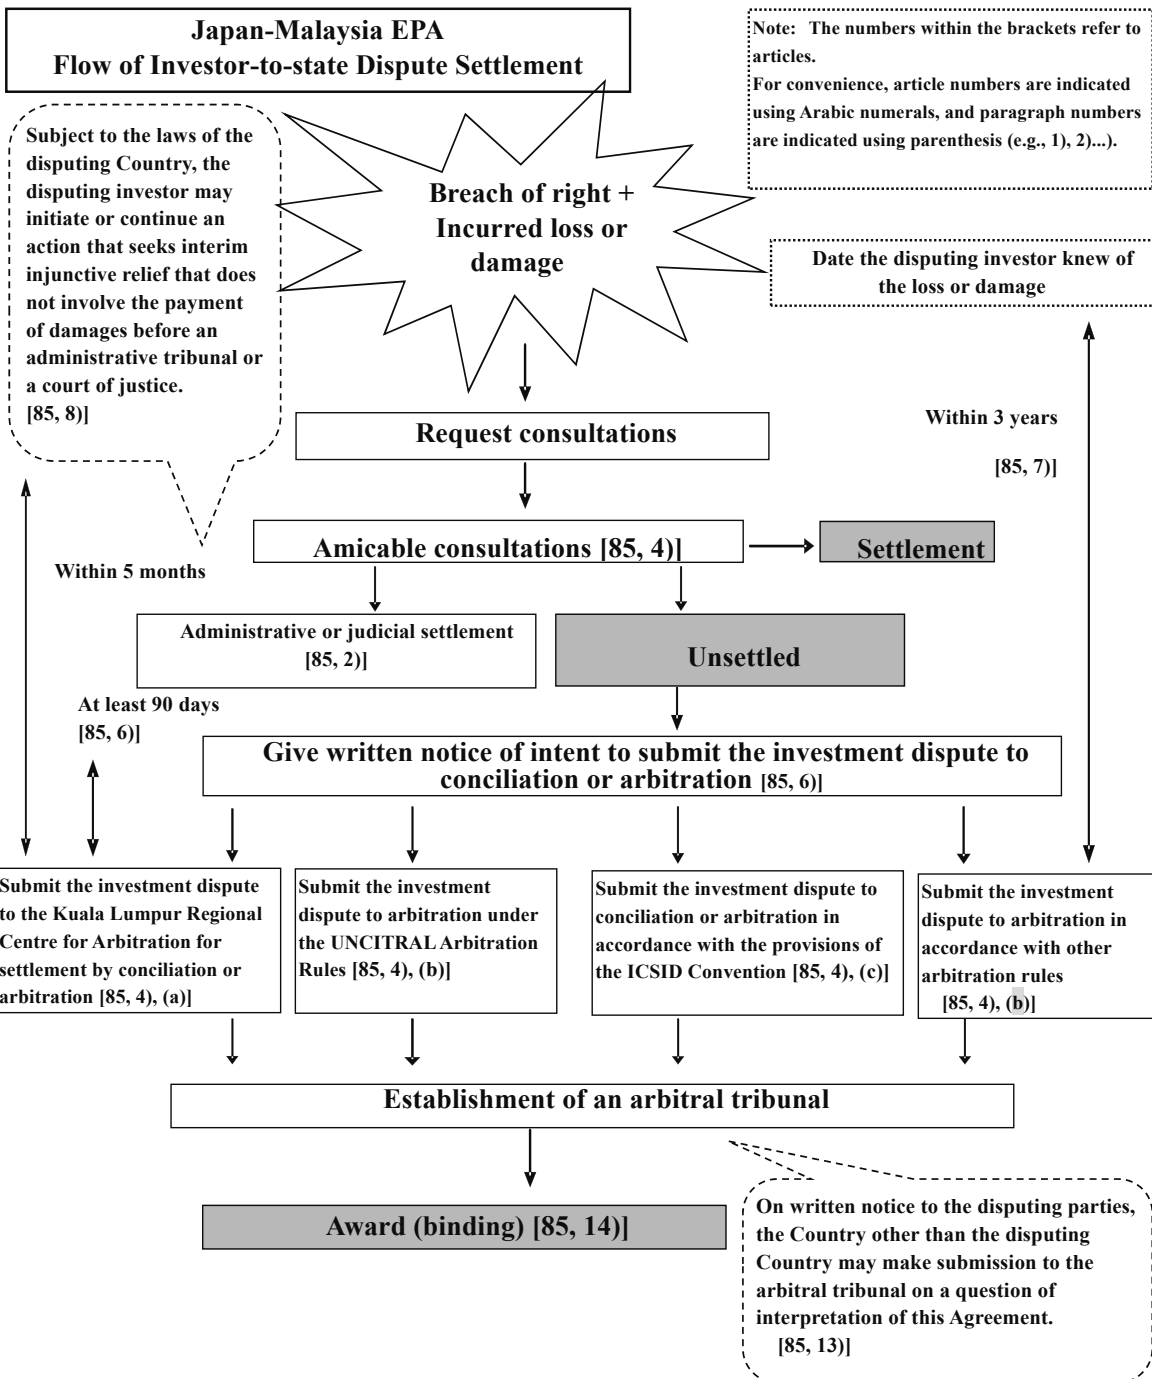 Japan-Malaysia EPA
Flow of Investor-to-state Dispute Settlement
Note: The numbers within the brackets refer to
articles.
For convenience, article numbers are indicated
using Arabic numerals, and paragraph numbers
are indicated using parenthesis (e.g., 1), 2)...).
Subject to the laws of the
disputing Country, the
disputing investor may
initiate or continue an
action that seeks interim
injunctive relief that does
not involve the payment
of damages before an
administrative tribunal or
a court of justice.
[85, 8)]
Breach of right +
Incurred loss or
damage
Date the disputing investor knew of
the loss or damage
Within 3 years
[85, 7)]
Request consultations
Amicable consultations [85, 4)]
Settlement
Within 5 months
Administrative or judicial settlement
[85, 2)]
Unsettled
At least 90 days
[85, 6)]
Give written notice of intent to submit the investment dispute to
conciliation or arbitration [85, 6)]
Submit the investment dispute
to the Kuala Lumpur Regional
Centre for Arbitration for
settlement by conciliation or
arbitration [85, 4), (a)]
Submit the investment
dispute to arbitration under
the UNCITRAL Arbitration
Rules [85, 4), (b)]
Submit the investment dispute to
conciliation or arbitration in
accordance with the provisions of
the ICSID Convention [85, 4), (c)]
Submit the investment
dispute to arbitration in
accordance with other
arbitration rules
[85, 4), (b)]
Establishment of an arbitral tribunal
Award (binding) [85, 14)]
On written notice to the disputing parties,
the Country other than the disputing
Country may make submission to the
arbitral tribunal on a question of
interpretation of this Agreement.
[85, 13)]